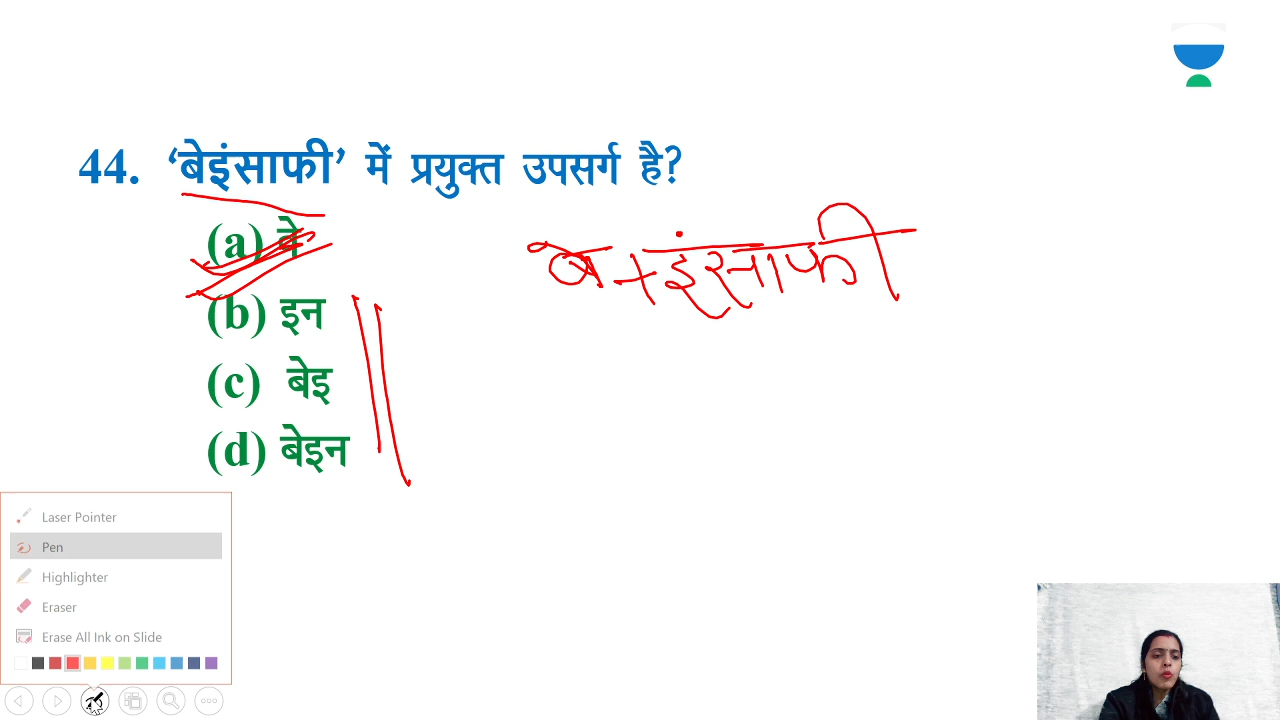 44. ‘बेइंसाफी’ में प्रयुक्त उपसर्ग है?
(a) बे
बे + इंसाफी
(b) इन
(c) बेइ
(d) बेइन
Laser Pointer
Pen
Highlighter
Eraser
Erase All Ink on Slide